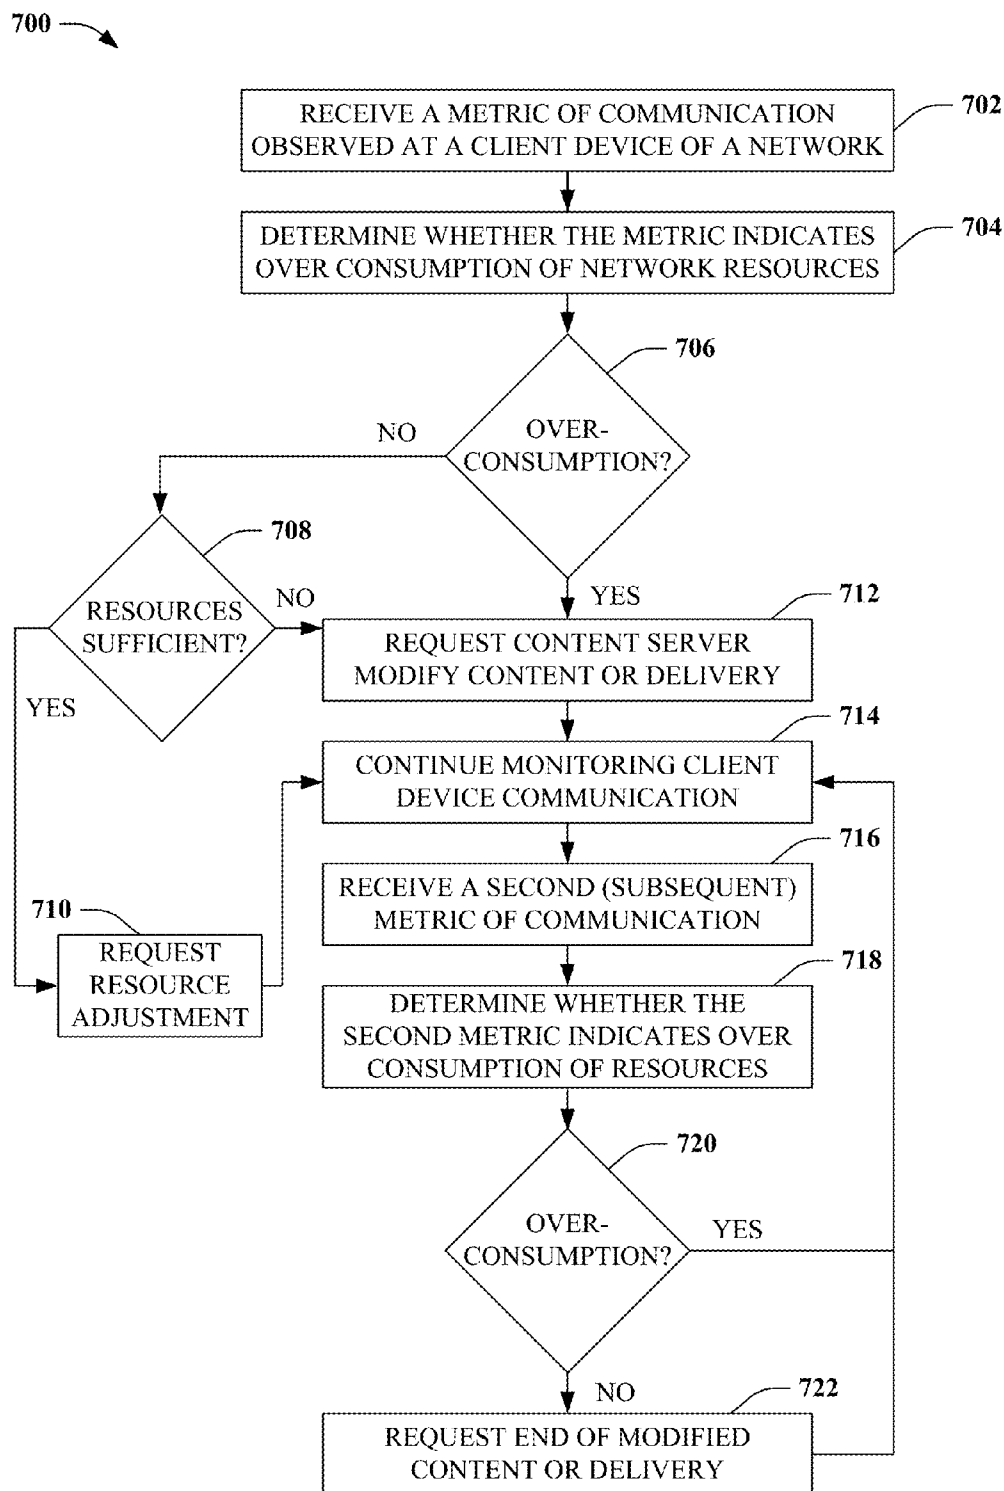 700
702
RECEIVE A METRIC OF COMMUNICATION
OBSERVED AT A CLIENT DEVICE OF A NETWORK
704
DETERMINE WHETHER THE METRIC INDICATES
OVER CONSUMPTION OF NETWORK RESOURCES
706
OVER-
CONSUMPTION?
NO
YES
708
RESOURCES
SUFFICIENT?
NO
YES
712
REQUEST CONTENT SERVER
MODIFY CONTENT OR DELIVERY
710
REQUEST
RESOURCE
ADJUSTMENT
714
CONTINUE MONITORING CLIENT
DEVICE COMMUNICATION
716
RECEIVE A SECOND (SUBSEQUENT)
METRIC OF COMMUNICATION
718
DETERMINE WHETHER THE
SECOND METRIC INDICATES OVER
CONSUMPTION OF RESOURCES
720
OVER-
CONSUMPTION?
YES
NO
722
REQUEST END OF MODIFIED
CONTENT OR DELIVERY